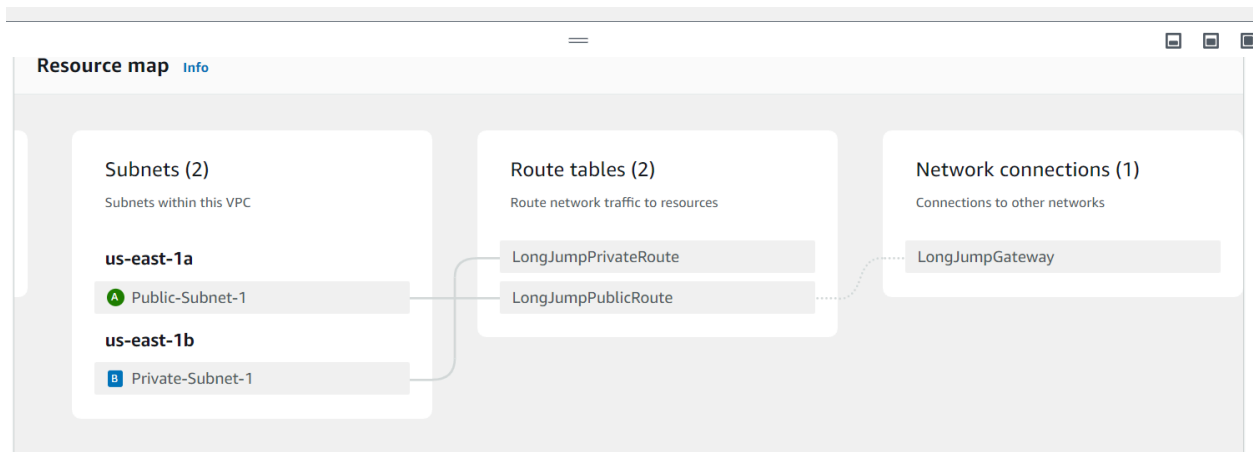 Resource map Info
Subnets (2)
Subnets within this VPC
us-east-1a
A Public-Subnet-1
us-east-1b
B Private-Subnet-1
Route tables (2)
Route network traffic to resources
LongJumpPrivateRoute
LongJumpPublicRoute
Network connections (1)
Connections to other networks
LongJumpGateway